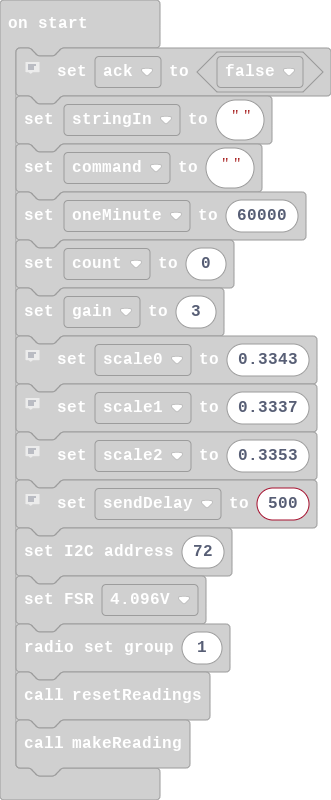 on start
set ack to false
set stringIn to " "
set command to " "
set oneMinute to 60000
set count to 0
set gain to 3
set scale0 to 0.3343
set scale1 to 0.3337
set scale2 to 0.3353
set sendDelay to 500
set I2C address 72
set FSR 4.096V
radio set group 1
call resetReadings
call makeReading